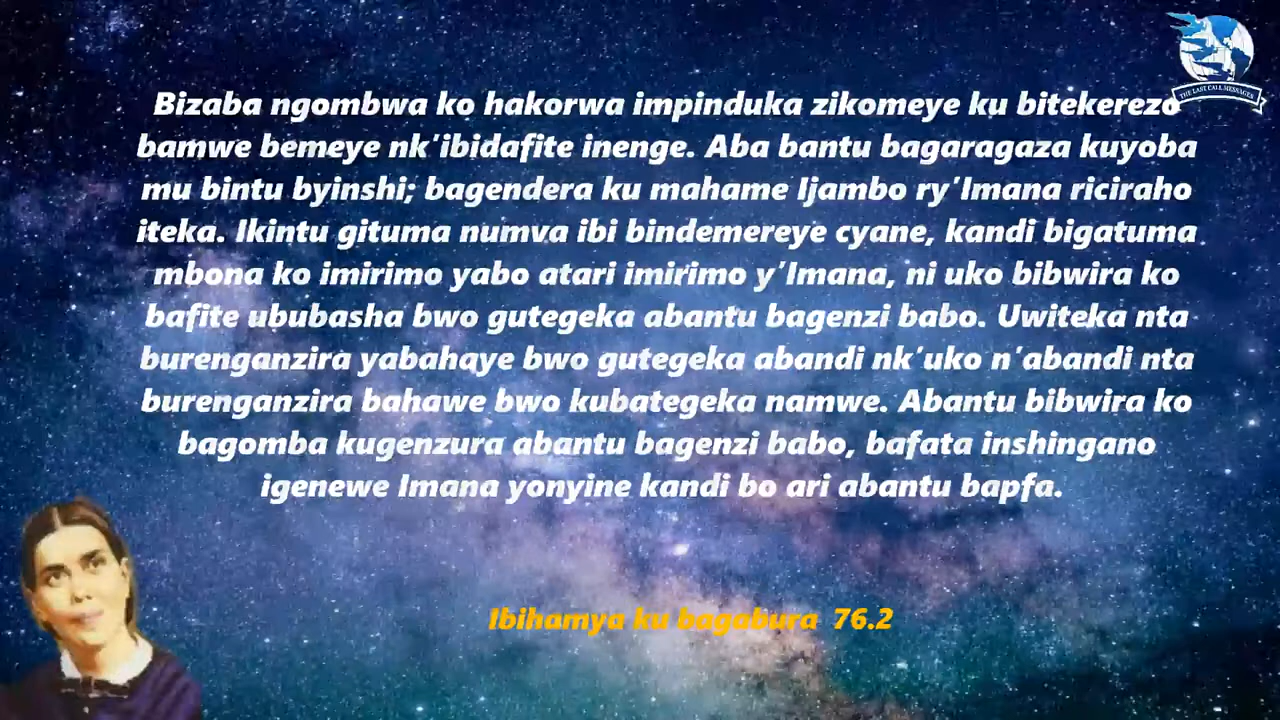 THE LAST CALL MESSAGES
Bizaba ngombwa ko hakorwa impinduka zikomeye ku bitekerezo
bamwe bemeye nk'ibidafite inenge. Aba bantu bagaragaza kuyoba
mu bintu byinshi; bagendera ku mahame Ijambo ry'Imana riciraho
iteka. Ikintu gituma numva ibi bindemereye cyane, kandi bigatuma
mbona ko imirimo yabo atari imirimo y'Imana, ni uko bibwira ko
bafite ububasha bwo gutegeka abantu bagenzi babo. Uwiteka nta
burenganzira yabahaye bwo gutegeka abandi nk'uko n'abandi nta
burenganzira bahawe bwo kubategeka namwe. Abantu bibwira ko
bagomba kugenzura abantu bagenzi babo, bafata inshingano
igenewe Imana yonyine kandi bo ari abantu bapfa.
Ibihamya ku bagabura 76.2